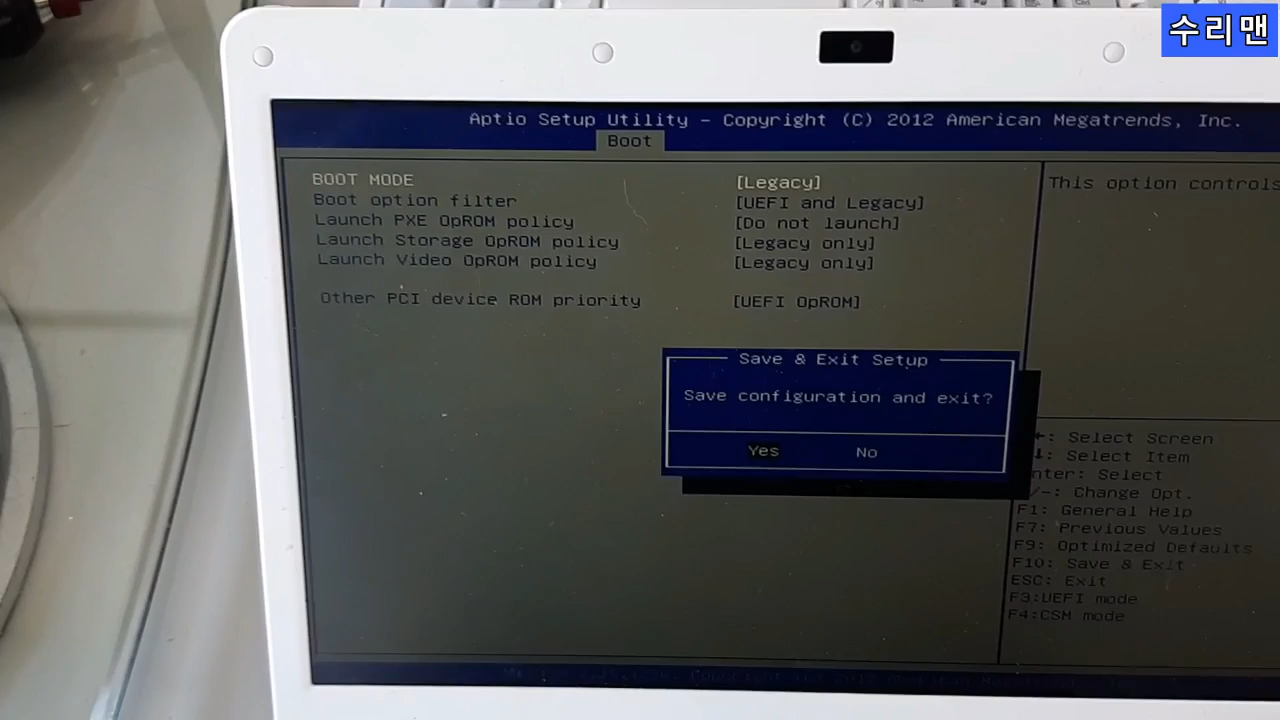 수리맨
Aptio Setup Utility - Copyright (C) 2012 American Megatrends, Inc.
Boot
BOOT MODE [Legacy]
Boot option filter [UEFI and Legacy]
Launch PXE OpROM policy [Do not launch]
Launch Storage OpROM policy [Legacy only]
Launch Video OpROM policy [Legacy only]
Other PCI device ROM priority [UEFI OpROM]
This option controls
Save & Exit Setup
Save configuration and exit?
Yes No
←: Select Screen
↓: Select Item
nter: Select
/-: Change Opt.
F1: General Help
F7: Previous Values
F9: Optimized Defaults
F10: Save & Exit
ESC: Exit
F3:UEFI mode
F4:CSM mode